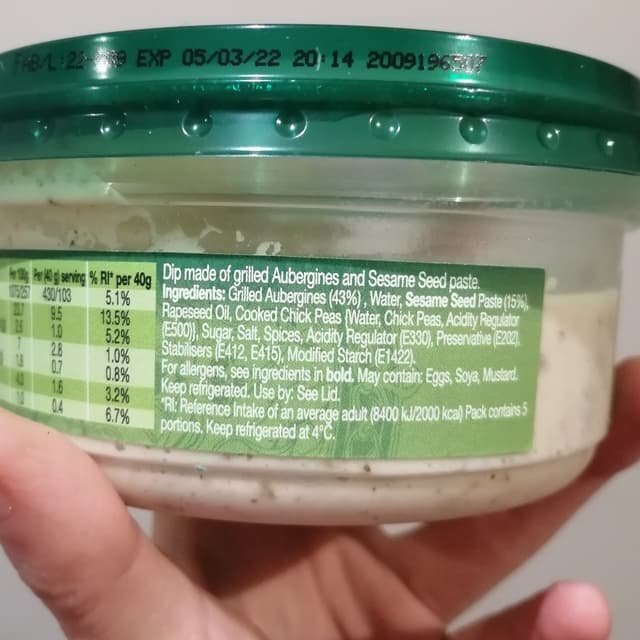 EXP 05/03/22 20:14
Per (40 g) serving % RI* per 40g
430/103 5.1%
9.5 13.5%
1.0 5.2%
2.8 1.0%
0.7 0.8%
1.6 3.2%
0.4 6.7%
Dip made of grilled Aubergines and Sesame Seed paste.
Ingredients: Grilled Aubergines (43%) , Water, Sesame Seed Paste (15%),
Rapeseed Oil, Cooked Chick Peas {Water, Chick Peas, Acidity Regulator
(E500)}, Sugar, Salt, Spices, Acidity Regulator (E330), Preservative (E202),
Stabilisers (E412, E415), Modified Starch (E1422).
For allergens, see ingredients in bold. May contain: Eggs, Soya, Mustard.
Keep refrigerated. Use by: See Lid.
*RI: Reference Intake of an average adult (8400 kJ/2000 kcal) Pack contains 5
portions. Keep refrigerated at 4°C.